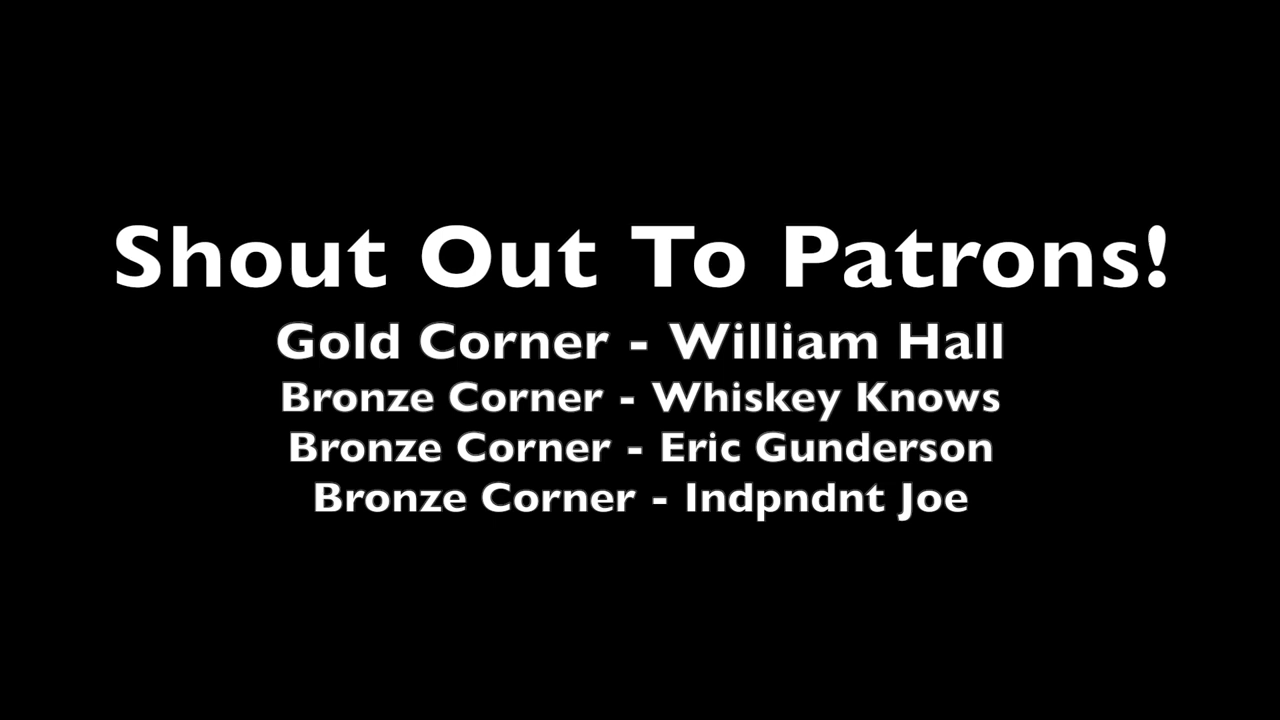 Shout Out To Patrons!
Gold Corner - William Hall
Bronze Corner - Whiskey Knows
Bronze Corner - Eric Gunderson
Bronze Corner - Indpndnt Joe